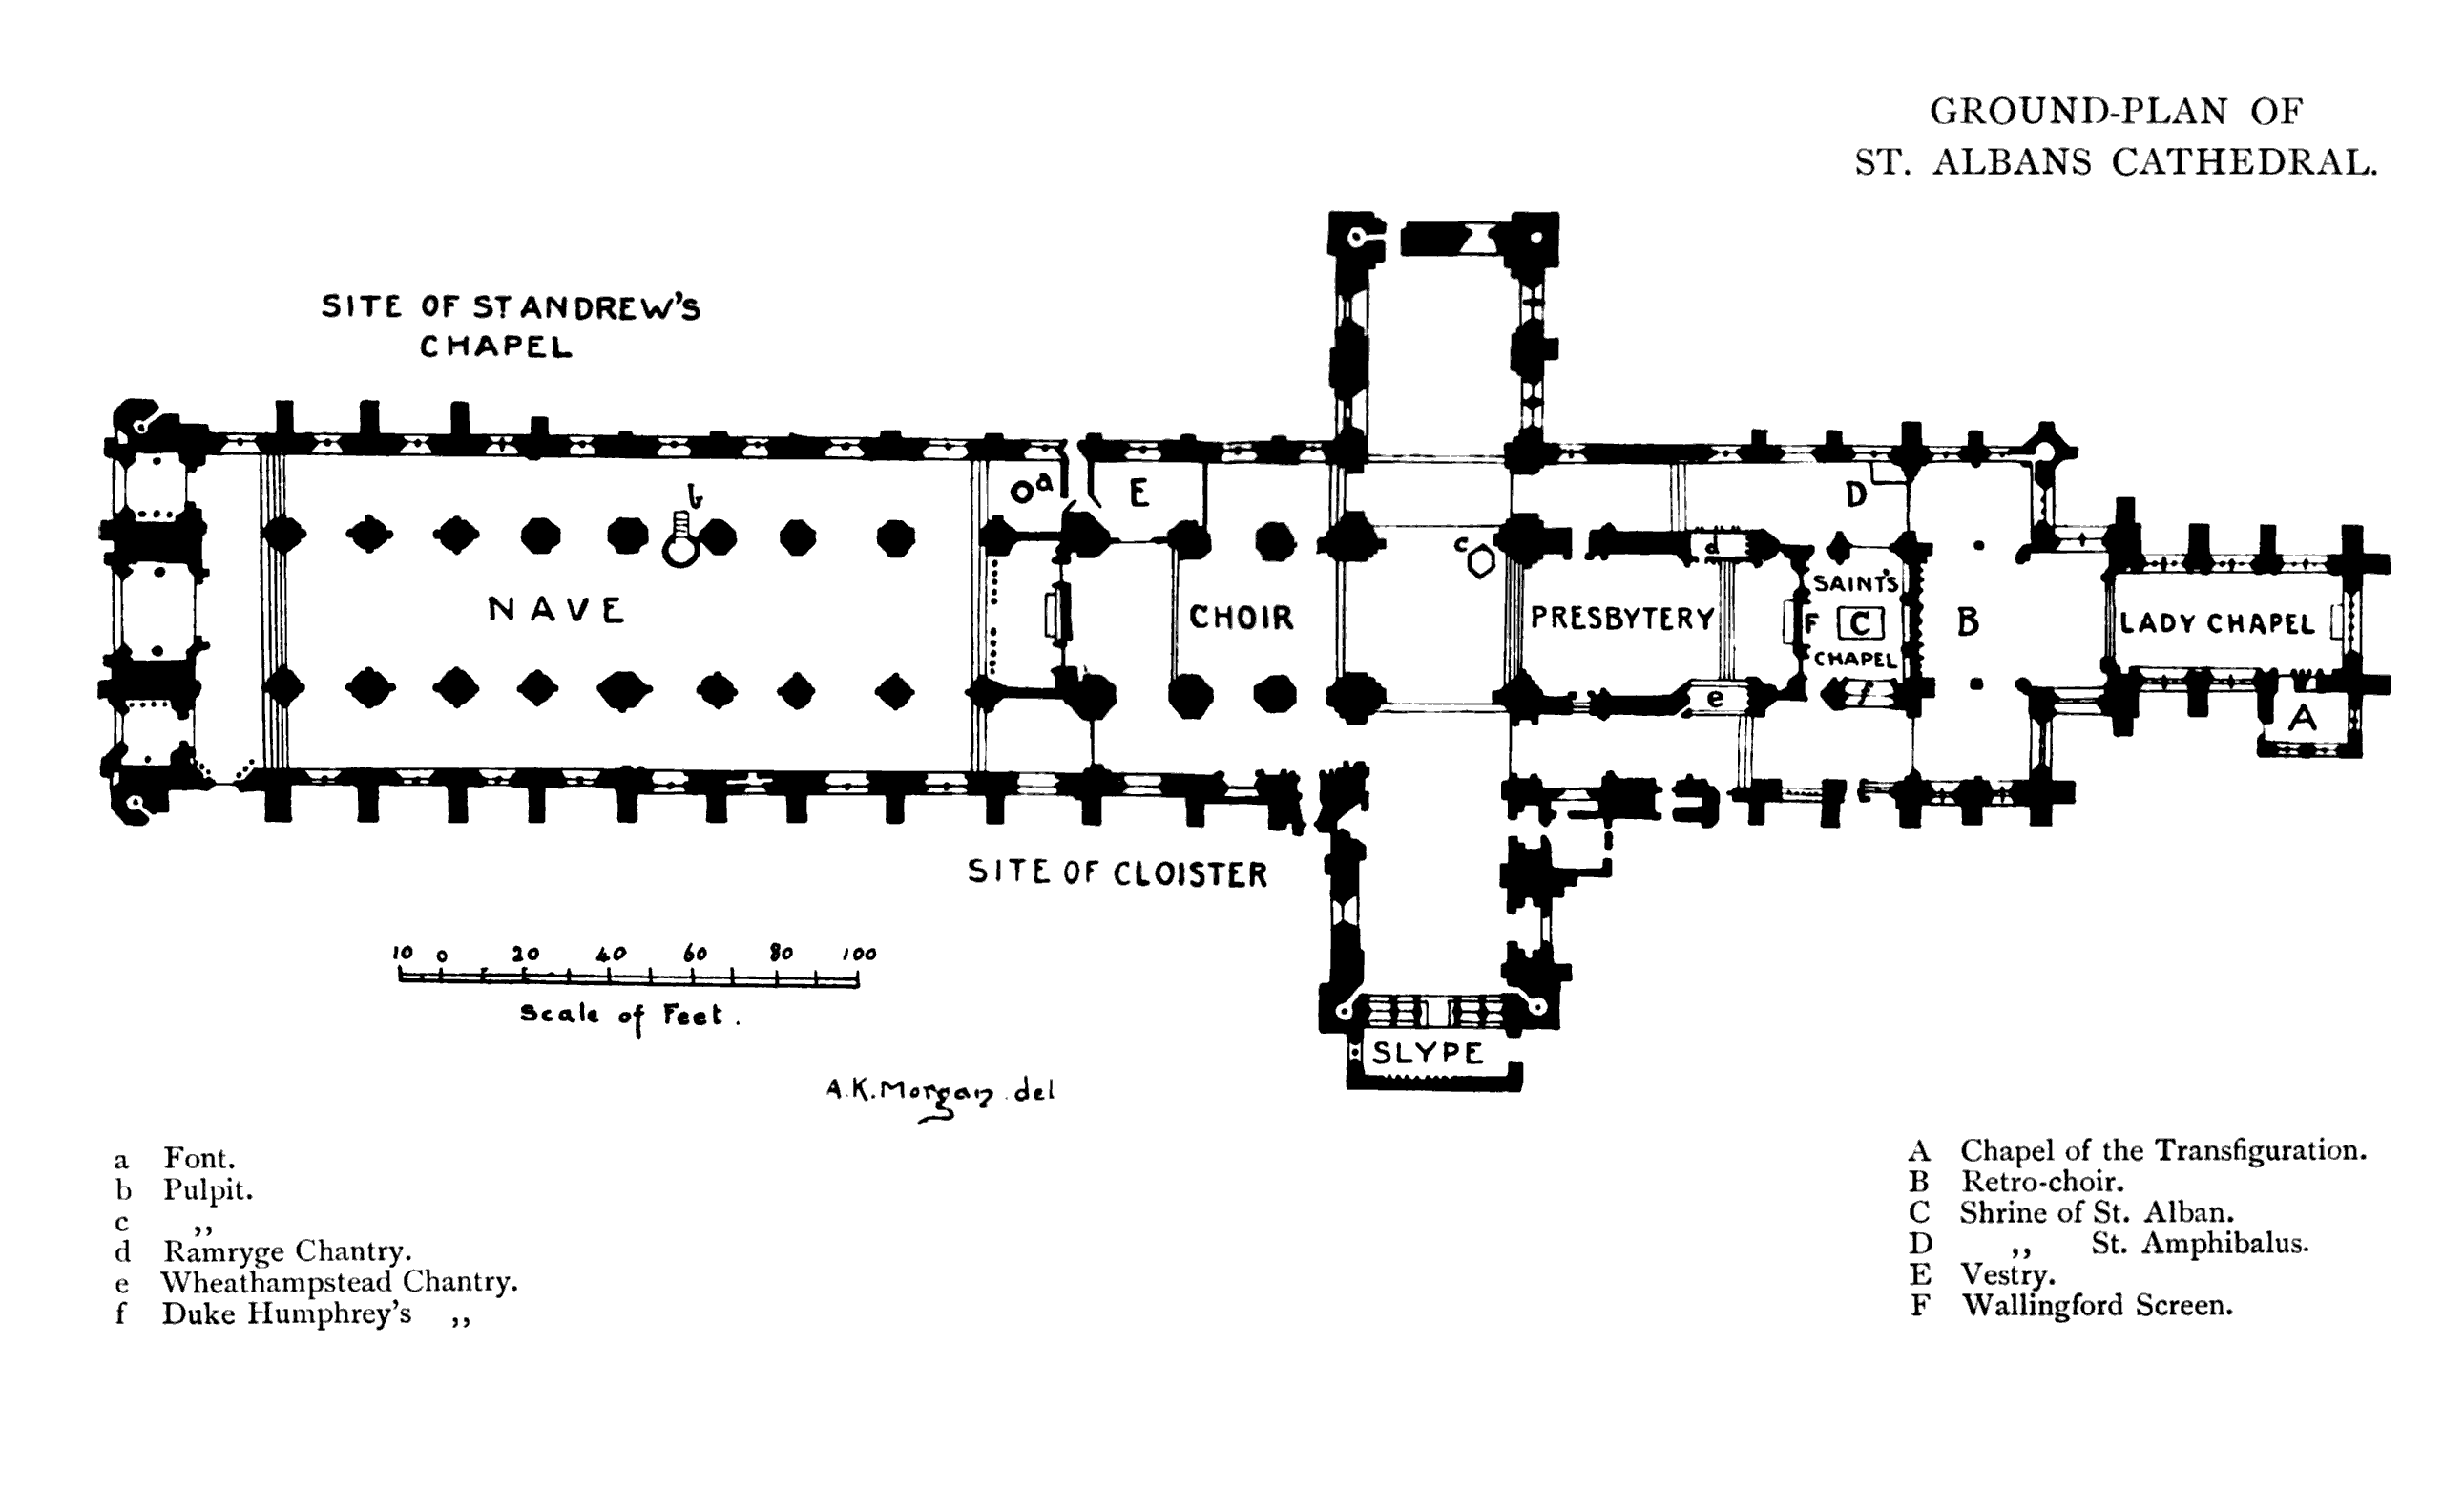 GROUND-PLAN OF
ST. ALBANS CATHEDRAL.
SITE OF ST ANDREW'S
CHAPEL
b
a
E
D
c
d
NAVE
CHOIR
PRESBYTERY
SAINT'S
F C
CHAPEL
B
LADY CHAPEL
e
f
A
SITE OF CLOISTER
10 0 20 40 60 80 100
Scale of Feet.
SLYPE
A.K. Morgan. del
a Font.
b Pulpit.
c ,,
d Ramryge Chantry.
e Wheathampstead Chantry.
f Duke Humphrey's ,,
A Chapel of the Transfiguration.
B Retro-choir.
C Shrine of St. Alban.
D ,, St. Amphibalus.
E Vestry.
F Wallingford Screen.